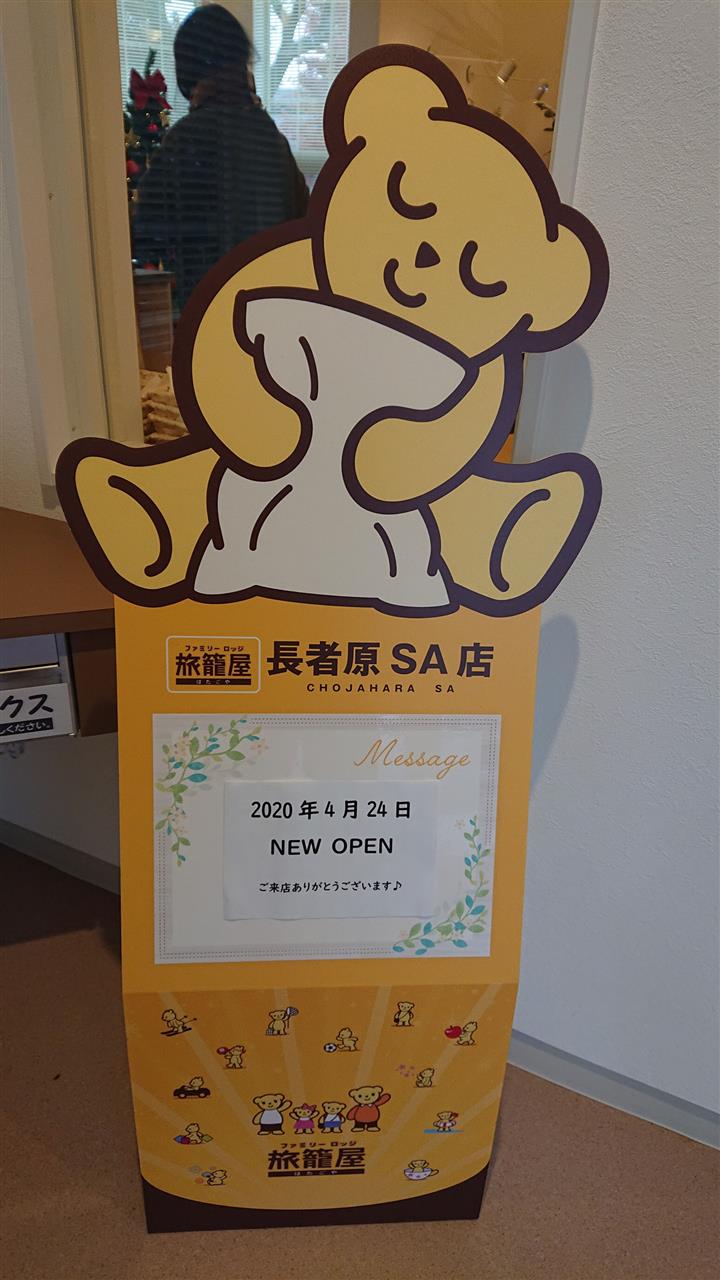 ファミリー ロッジ
旅籠屋
はたごや
長者原SA店
CHOJAHARA SA
クス
ください。
Message
2020年4月24日
NEW OPEN
ご来店ありがとうございます♪
ファミリー ロッジ
旅籠屋
はたごや